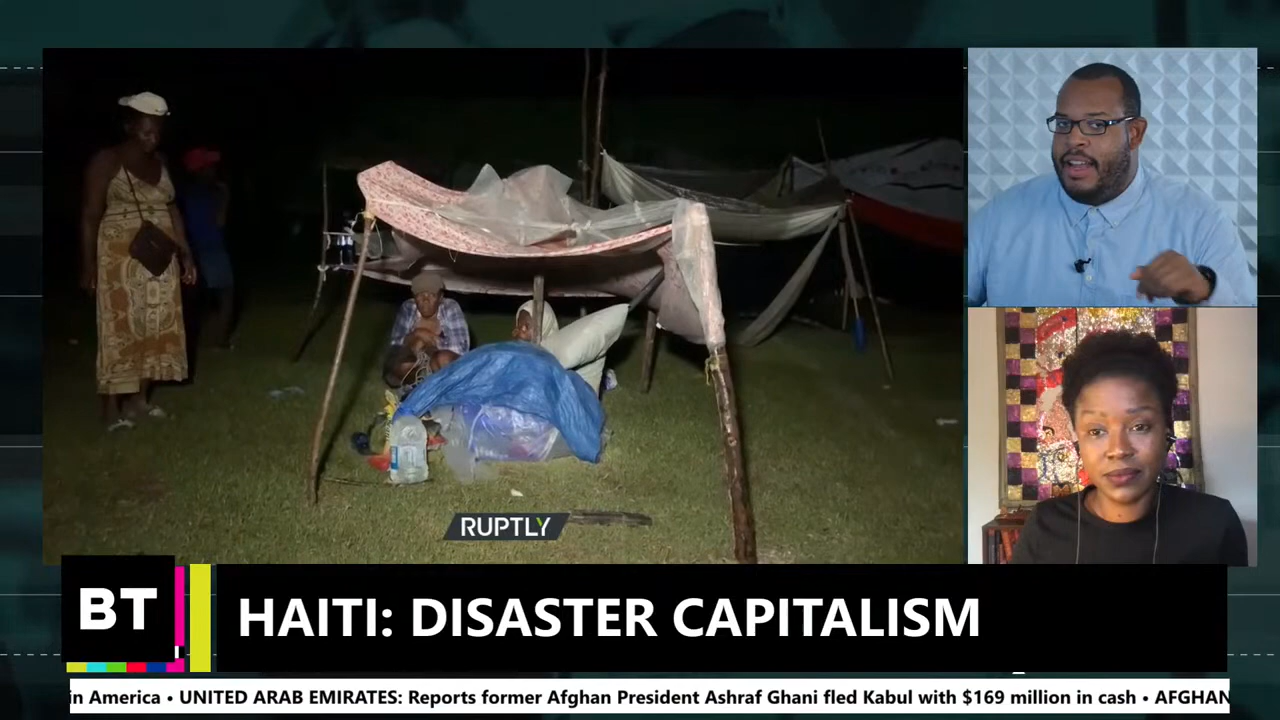 RUPTLY
BT
HAITI: DISASTER CAPITALISM
in America • UNITED ARAB EMIRATES: Reports former Afghan President Ashraf Ghani fled Kabul with $169 million in cash • AFGHAN